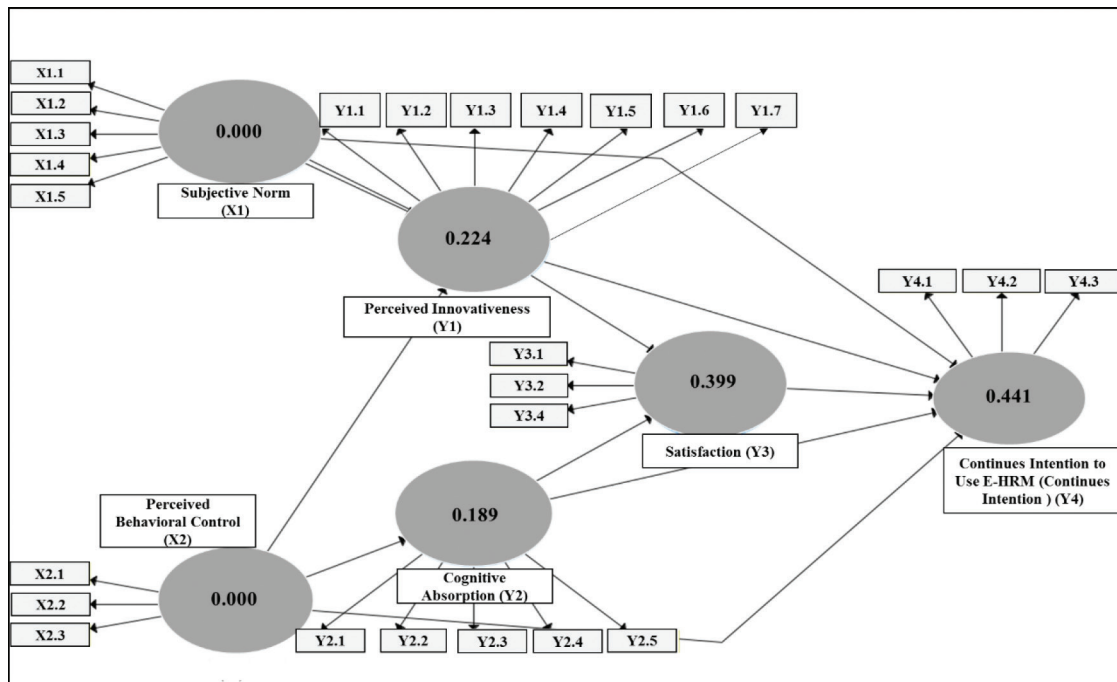 X1.1
X1.2
X1.3
X1.4
X1.5
0.000
Subjective Norm
(X1)
Y1.1
Y1.2
Y1.3
Y1.4
Y1.5
Y1.6
Y1.7
0.224
Perceived Innovativeness
(Y1)
Y4.1
Y4.2
Y4.3
Y3.1
Y3.2
Y3.4
0.399
Satisfaction (Y3)
0.441
Continues Intention to
Use E-HRM (Continues
Intention ) (Y4)
Perceived
Behavioral Control
(X2)
0.189
Cognitive
Absorption (Y2)
X2.1
X2.2
X2.3
0.000
Y2.1
Y2.2
Y2.3
Y2.4
Y2.5